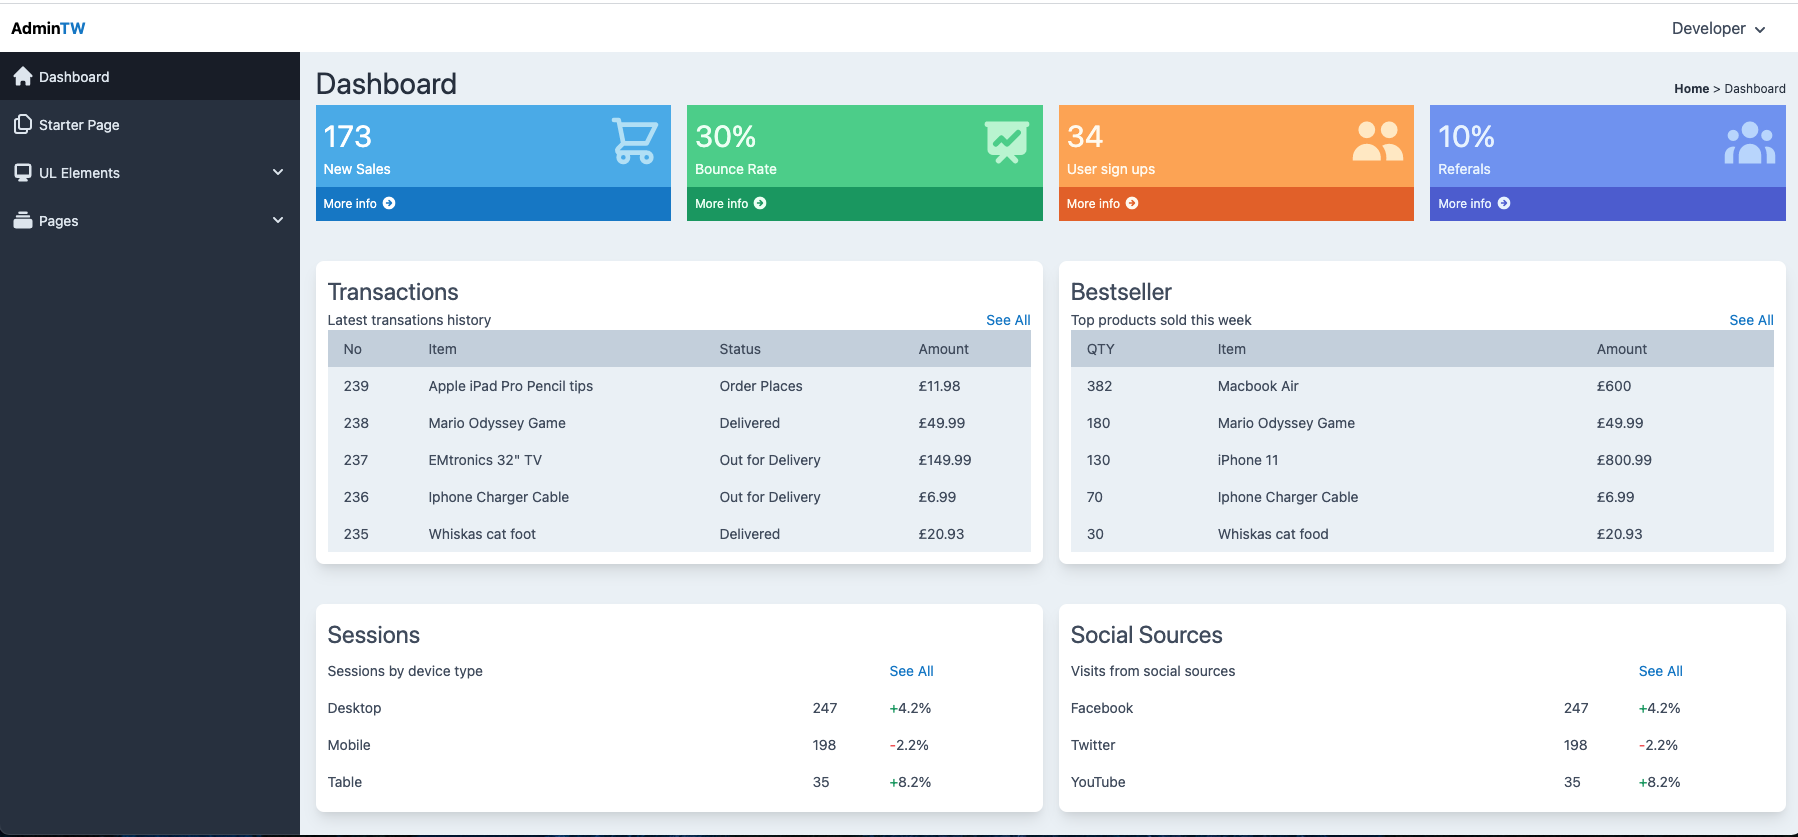 AdminTW
Developer
Dashboard
Starter Page
UL Elements
Pages
Dashboard
Home > Dashboard
173
New Sales
More info
30%
Bounce Rate
More info
34
User sign ups
More info
10%
Referals
More info
Transactions
Latest transations history See All
No Item Status Amount
239 Apple iPad Pro Pencil tips Order Places £11.98
238 Mario Odyssey Game Delivered £49.99
237 EMtronics 32" TV Out for Delivery £149.99
236 Iphone Charger Cable Out for Delivery £6.99
235 Whiskas cat foot Delivered £20.93
Bestseller
Top products sold this week See All
QTY Item Amount
382 Macbook Air £600
180 Mario Odyssey Game £49.99
130 iPhone 11 £800.99
70 Iphone Charger Cable £6.99
30 Whiskas cat food £20.93
Sessions
Sessions by device type See All
Desktop 247 +4.2%
Mobile 198 -2.2%
Table 35 +8.2%
Social Sources
Visits from social sources See All
Facebook 247 +4.2%
Twitter 198 -2.2%
YouTube 35 +8.2%